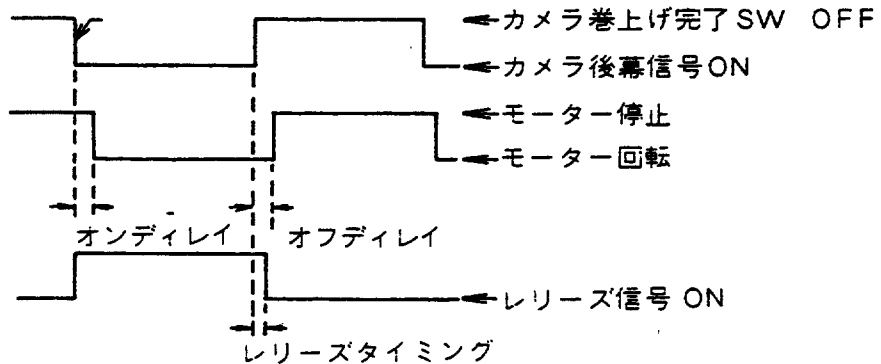 カメラ巻上げ完了SW OFF
カメラ後幕信号ON
モーター停止
モーター回転
オンディレイ オフディレイ
レリーズ信号 ON
レリーズタイミング